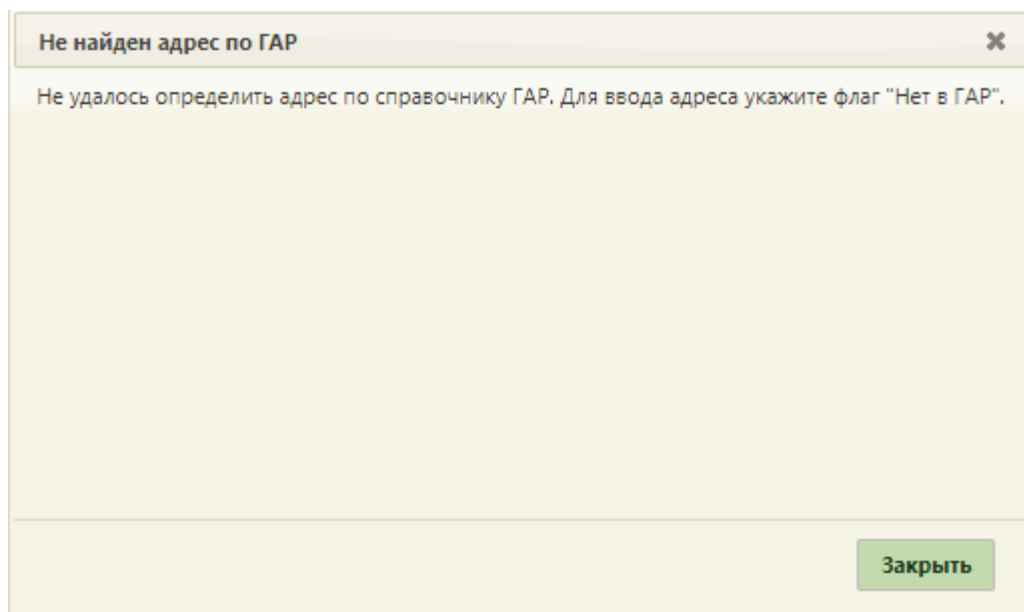 Не найден адрес по ГАР
Не удалось определить адрес по справочнику ГАР. Для ввода адреса укажите флаг "Нет в ГАР".
Закрыть